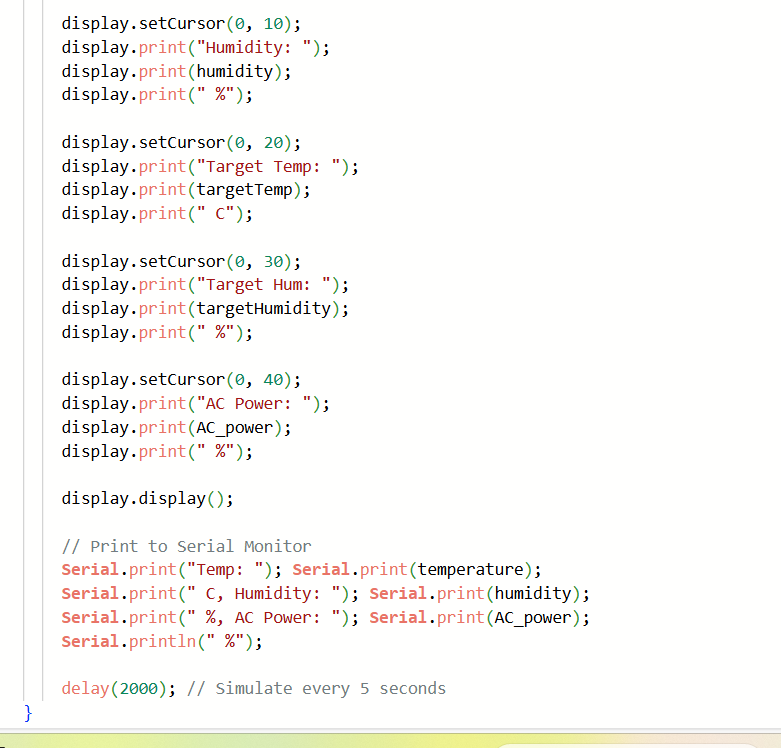 display.setCursor(0, 10);
display.print("Humidity: ");
display.print(humidity);
display.print(" %");
display.setCursor(0, 20);
display.print("Target Temp: ");
display.print(targetTemp);
display.print(" C");
display.setCursor(0, 30);
display.print("Target Hum: ");
display.print(targetHumidity);
display.print(" %");
display.setCursor(0, 40);
display.print("AC Power: ");
display.print(AC_power);
display.print(" %");
display.display();
// Print to Serial Monitor
Serial.print("Temp: "); Serial.print(temperature);
Serial.print(" C, Humidity: "); Serial.print(humidity);
Serial.print(" %, AC Power: "); Serial.print(AC_power);
Serial.println(" %");
delay(2000); // Simulate every 5 seconds
}